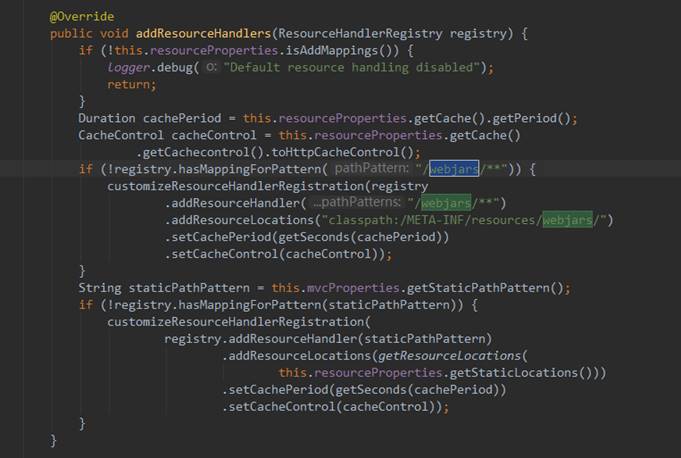 @Override
public void addResourceHandlers(ResourceHandlerRegistry registry) {
    if (!this.resourceProperties.isAddMappings()) {
        logger.debug( o: "Default resource handling disabled");
        return;
    }
    Duration cachePeriod = this.resourceProperties.getCache().getPeriod();
    CacheControl cacheControl = this.resourceProperties.getCache()
            .getCachecontrol().toHttpCacheControl();
    if (!registry.hasMappingForPattern( pathPattern: "/webjars/**")) {
        customizeResourceHandlerRegistration(registry
                .addResourceHandler( ...pathPatterns: "/webjars/**")
                .addResourceLocations("classpath:/META-INF/resources/webjars/")
                .setCachePeriod(getSeconds(cachePeriod))
                .setCacheControl(cacheControl));
    }
    String staticPathPattern = this.mvcProperties.getStaticPathPattern();
    if (!registry.hasMappingForPattern(staticPathPattern)) {
        customizeResourceHandlerRegistration(
                registry.addResourceHandler(staticPathPattern)
                        .addResourceLocations(getResourceLocations(
                                this.resourceProperties.getStaticLocations()))
                        .setCachePeriod(getSeconds(cachePeriod))
                        .setCacheControl(cacheControl));
    }
}